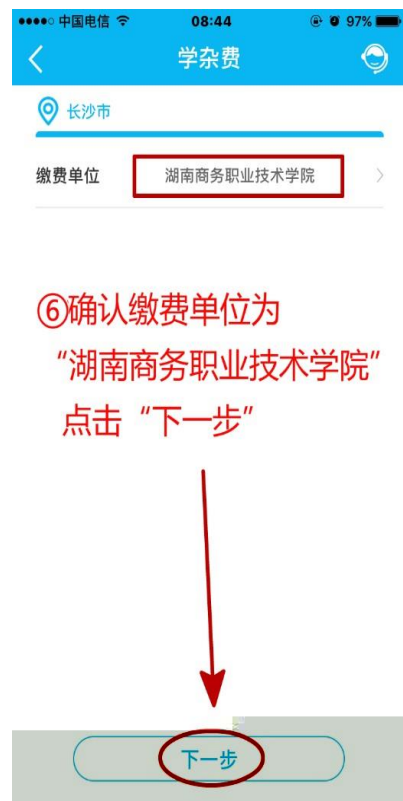 中国电信 08:44 97%
学杂费
长沙市
缴费单位 湖南商务职业技术学院
⑥确认缴费单位为
“湖南商务职业技术学院”
点击“下一步”
下一步